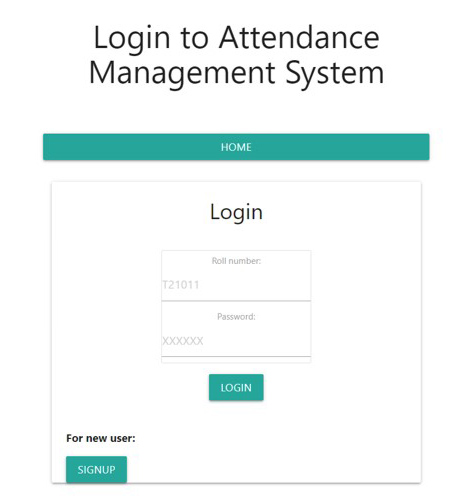 Login to Attendance
Management System
HOME
Login
Roll number:
T21011
Password:
XXXXXX
LOGIN
For new user:
SIGNUP